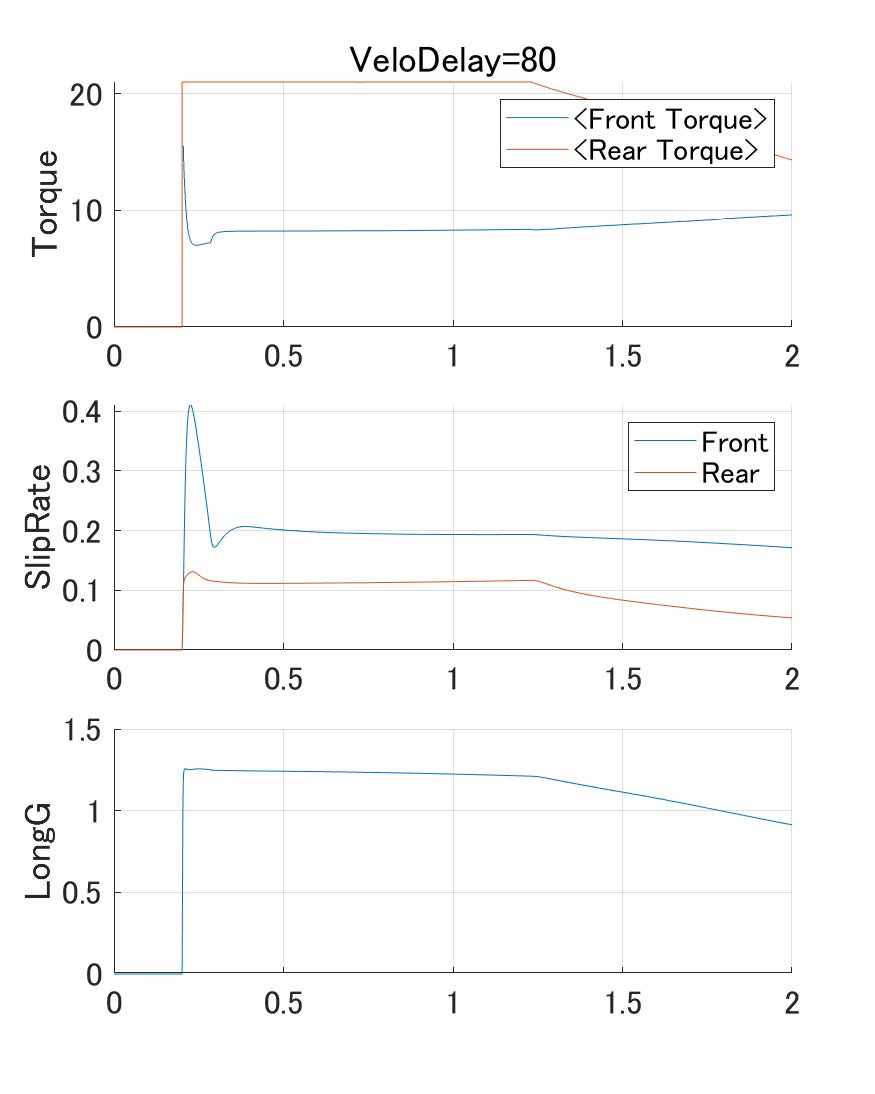 VeloDelay=80
Torque
20
10
0
0 0.5 1 1.5 2
<Front Torque>
<Rear Torque>
SlipRate
0.4
0.3
0.2
0.1
0
0 0.5 1 1.5 2
Front
Rear
LongG
1.5
1
0.5
0
0 0.5 1 1.5 2